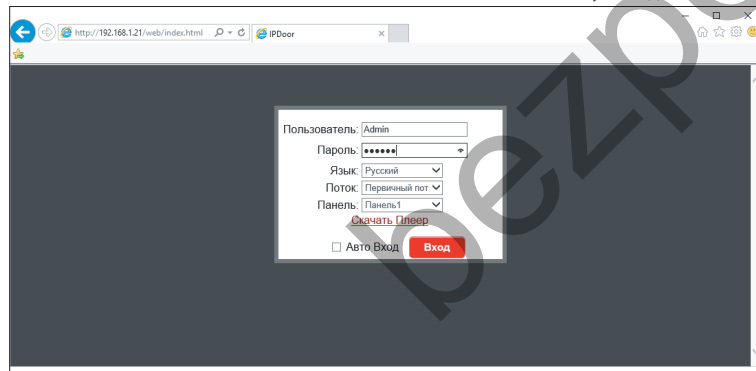 http://192.168.1.21/web/index.html
IPDoor
Пользователь: Admin
Пароль: ••••••
Язык: Русский
Поток: Первичный пот
Панель: Панель1
Скачать Плеер
Авто Вход Вход
bezp